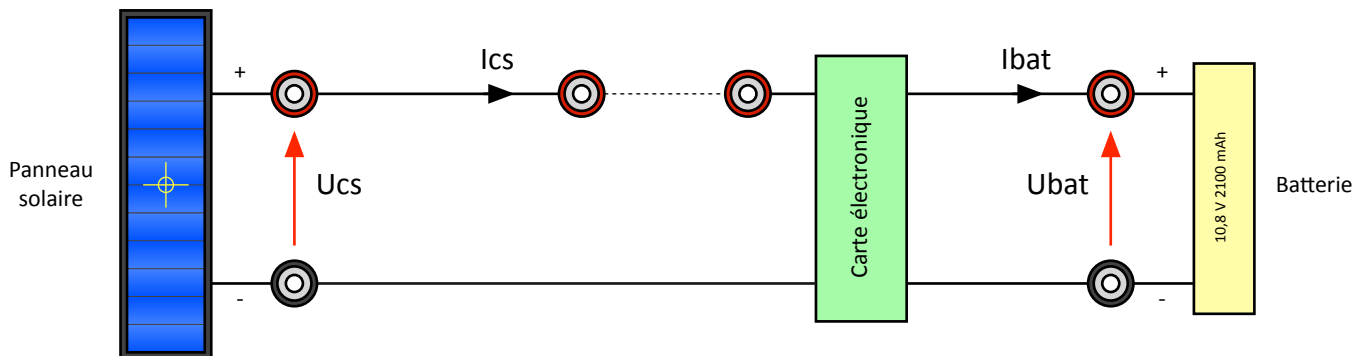 Panneau
solaire
+
-
Ucs
Ics
Carte électronique
Ibat
Ubat
+
-
10,8 V 2100 mAh
Batterie